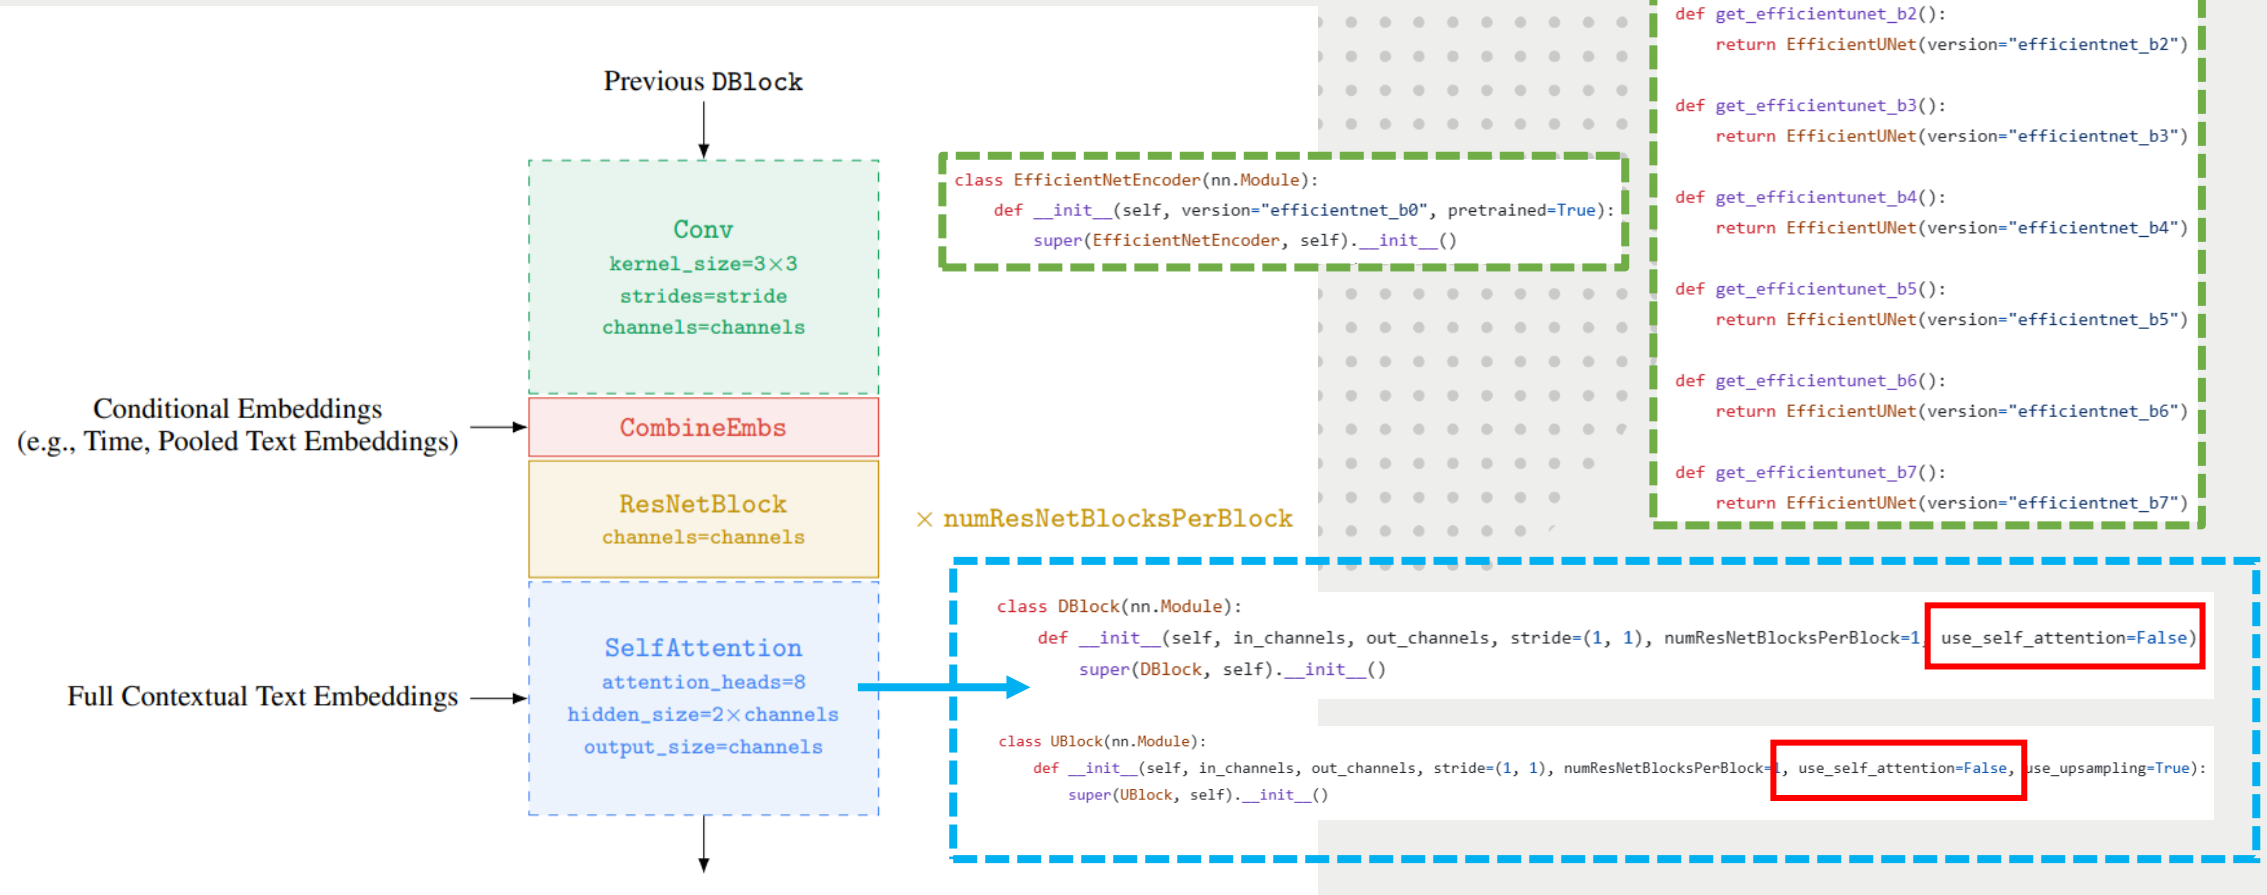 Previous DBlock
Conv
kernel_size=3×3
strides=stride
channels=channels
Conditional Embeddings
(e.g., Time, Pooled Text Embeddings)
CombineEmbs
ResNetBlock
channels=channels
× numResNetBlocksPerBlock
SelfAttention
attention_heads=8
hidden_size=2×channels
output_size=channels
Full Contextual Text Embeddings
class EfficientNetEncoder(nn.Module):
def __init__(self, version="efficientnet_b0", pretrained=True):
super(EfficientNetEncoder, self).__init__()
def get_efficientunet_b2():
return EfficientUNet(version="efficientnet_b2")
def get_efficientunet_b3():
return EfficientUNet(version="efficientnet_b3")
def get_efficientunet_b4():
return EfficientUNet(version="efficientnet_b4")
def get_efficientunet_b5():
return EfficientUNet(version="efficientnet_b5")
def get_efficientunet_b6():
return EfficientUNet(version="efficientnet_b6")
def get_efficientunet_b7():
return EfficientUNet(version="efficientnet_b7")
class DBlock(nn.Module):
def __init__(self, in_channels, out_channels, stride=(1, 1), numResNetBlocksPerBlock=1, use_self_attention=False)
super(DBlock, self).__init__()
class UBlock(nn.Module):
def __init__(self, in_channels, out_channels, stride=(1, 1), numResNetBlocksPerBlock=1, use_self_attention=False, use_upsampling=True):
super(UBlock, self).__init__()